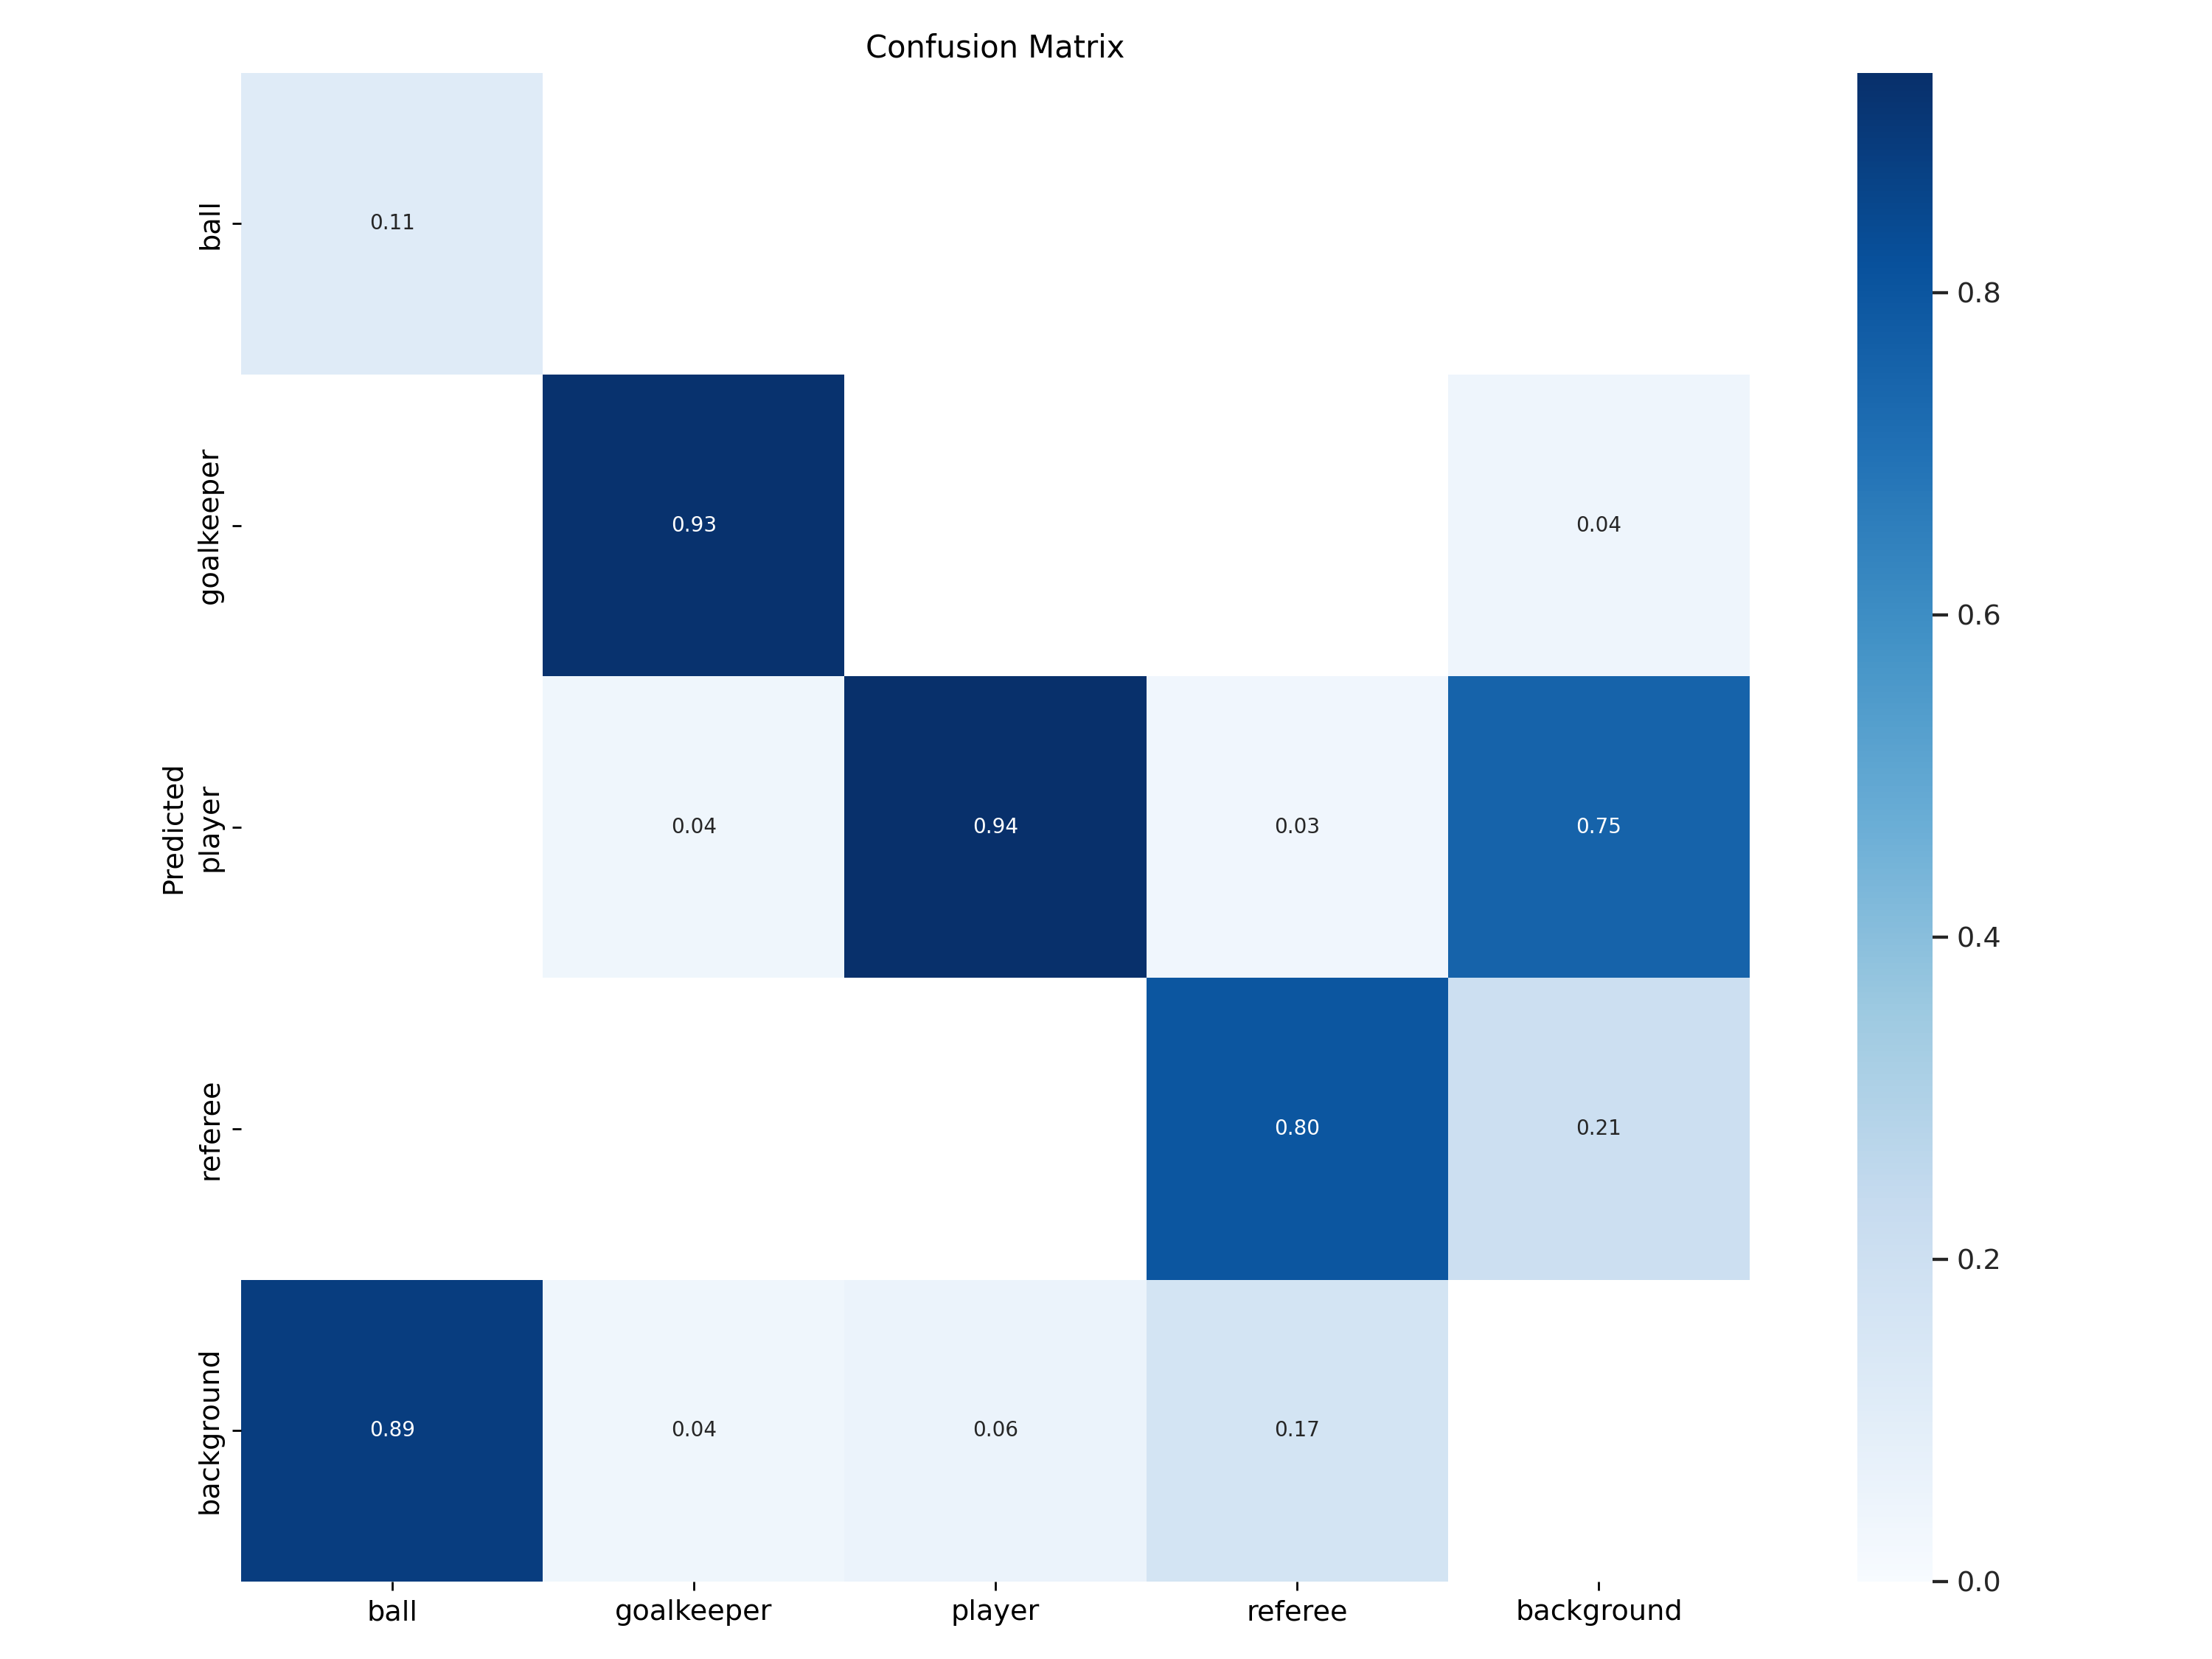 Confusion Matrix
ball
0.11
0.8
goalkeeper
0.93
0.04
0.6
Predicted
player
0.04
0.94
0.03
0.75
0.4
referee
0.80
0.21
0.2
background
0.89
0.04
0.06
0.17
0.0
ball
goalkeeper
player
referee
background